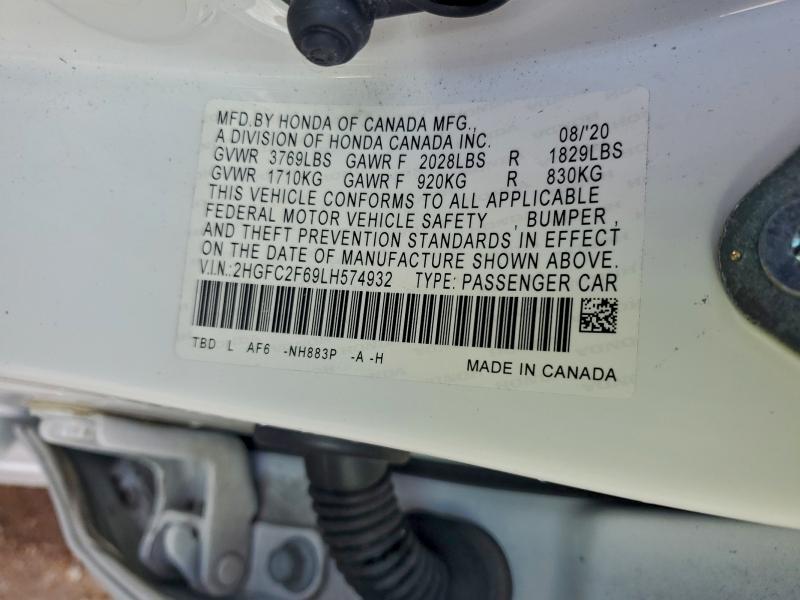 MFD.BY HONDA OF CANADA MFG.,
A DIVISION OF HONDA CANADA INC. 08/'20
GVWR 3769LBS GAWR F 2028LBS R 1829LBS
GVWR 1710KG GAWR F 920KG R 830KG
THIS VEHICLE CONFORMS TO ALL APPLICABLE
FEDERAL MOTOR VEHICLE SAFETY , BUMPER ,
AND THEFT PREVENTION STANDARDS IN EFFECT
ON THE DATE OF MANUFACTURE SHOWN ABOVE.
V.I.N.:2HGFC2F69LH574932 TYPE: PASSENGER CAR
TBD L AF6 -NH883P -A -H
MADE IN CANADA